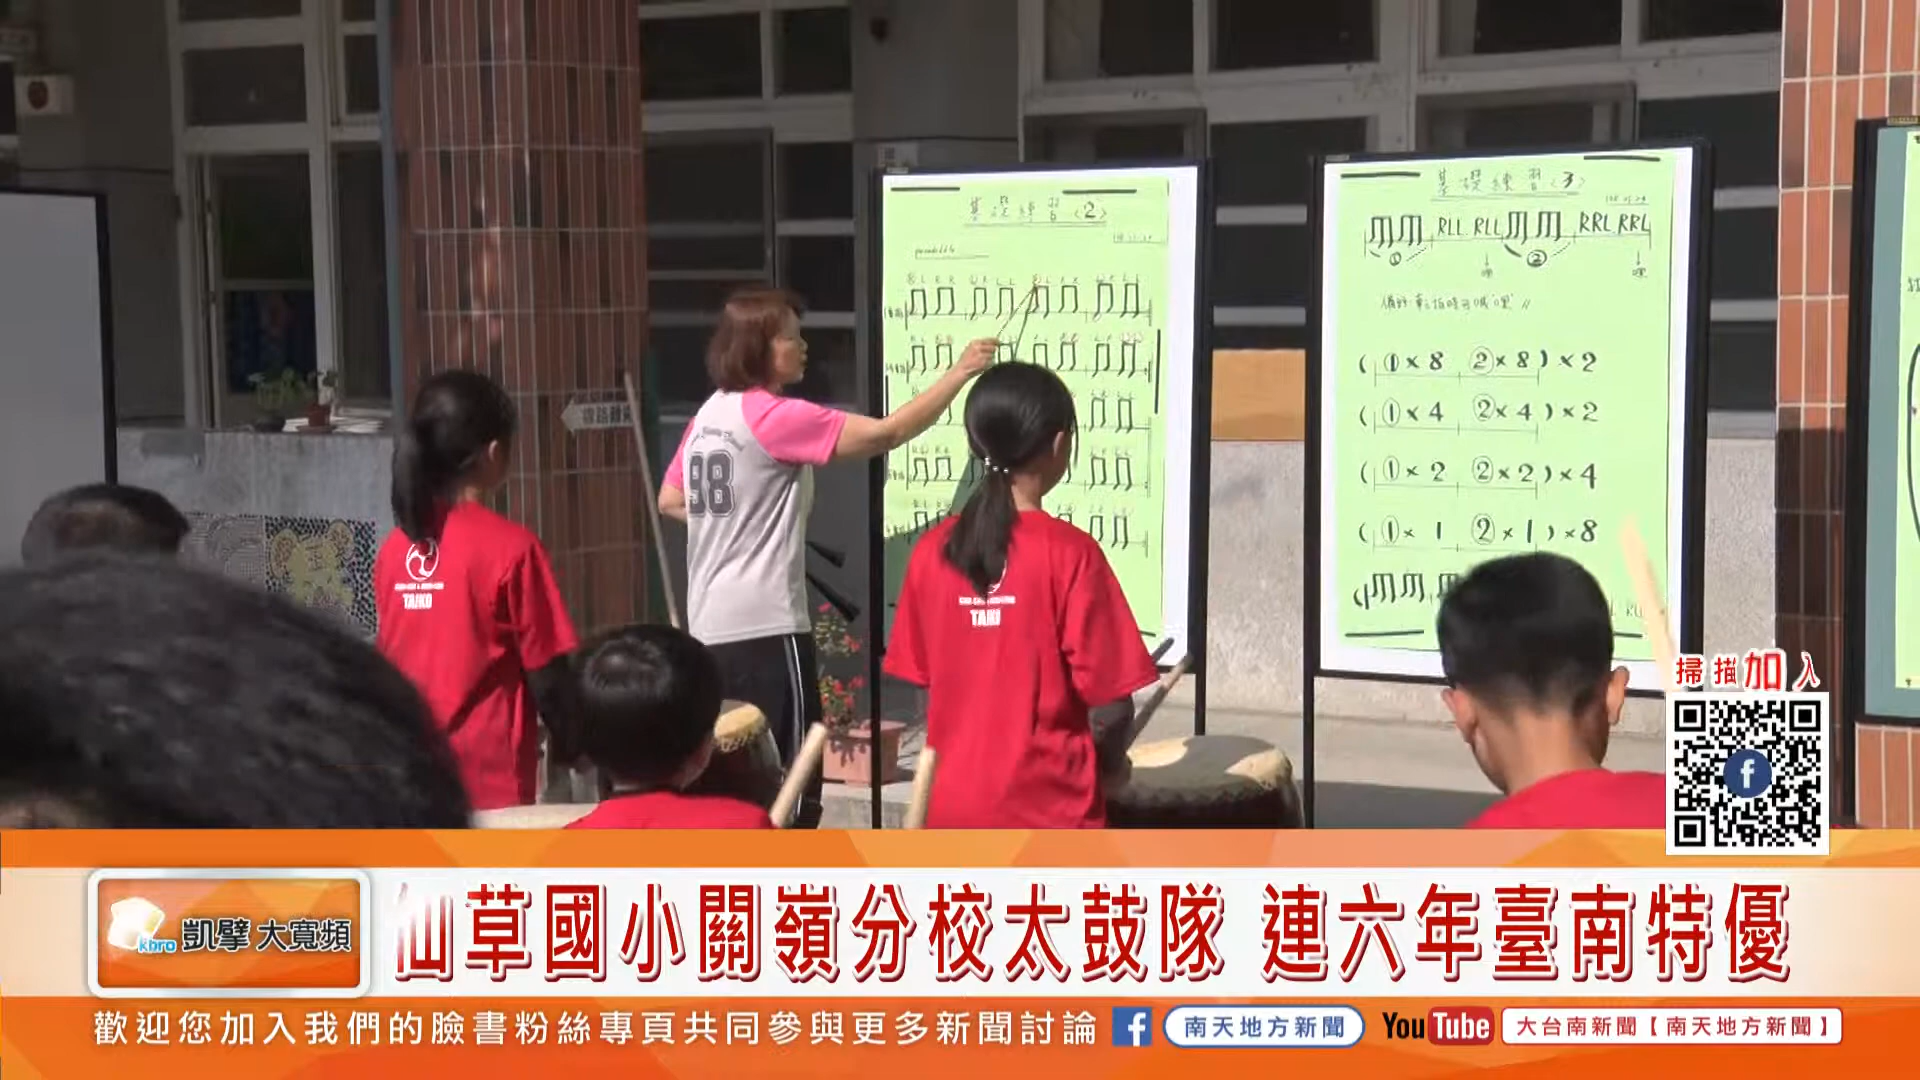 基礎練習<2>
paradiddle
基礎練習<3>
RLL RLL RRL RRL
① ②
(①×8 ②×8)×2
(①×4 ②×4)×2
(①×2 ②×2)×4
(①×1 ②×1)×8
98
TAIKO
TAIKO
掃描加入
kbro 凱擘大寬頻
仙草國小關嶺分校太鼓隊 連六年臺南特優
歡迎您加入我們的臉書粉絲專頁共同參與更多新聞討論 f 南天地方新聞 YouTube 大台南新聞【南天地方新聞】